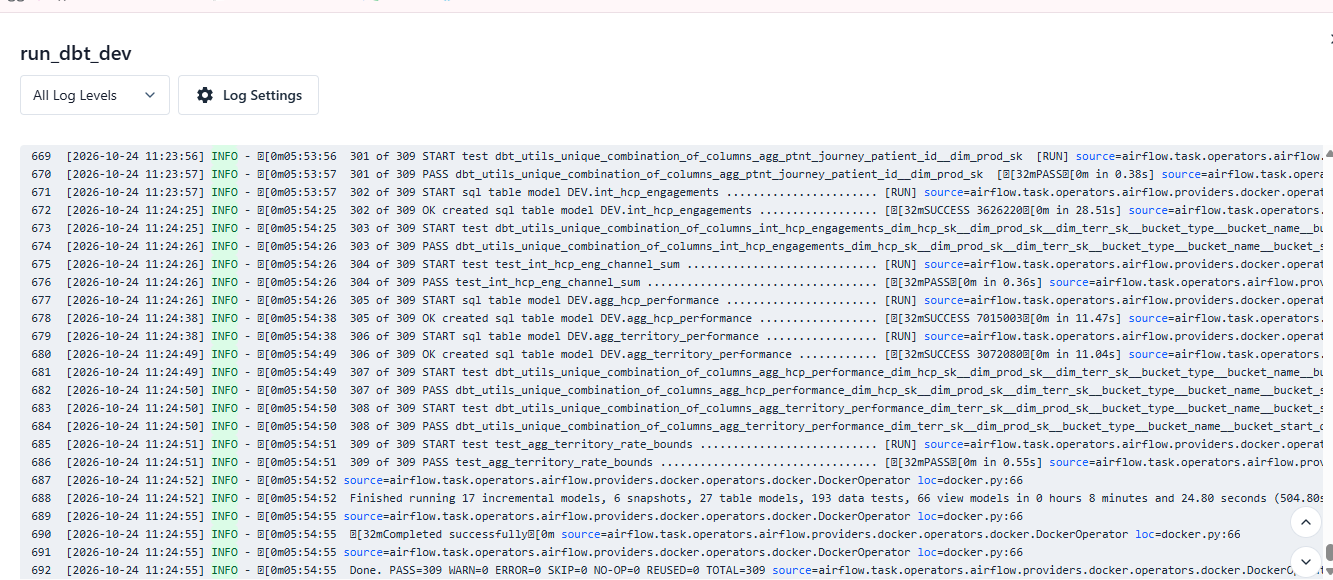 run_dbt_dev
All Log Levels
Log Settings
669 [2026-10-24 11:23:56] INFO - [0m05:53:56 301 of 309 START test dbt_utils_unique_combination_of_columns_agg_ptnt_journey_patient_id__dim_prod_sk [RUN] source=airflow.task.operators.airflow.
670 [2026-10-24 11:23:57] INFO - [0m05:53:57 301 of 309 PASS dbt_utils_unique_combination_of_columns_agg_ptnt_journey_patient_id__dim_prod_sk [[32mPASS[0m in 0.38s] source=airflow.task.opera
671 [2026-10-24 11:23:57] INFO - [0m05:53:57 302 of 309 START sql table model DEV.int_hcp_engagements ....................... [RUN] source=airflow.task.operators.airflow.providers.docker.operat
672 [2026-10-24 11:24:25] INFO - [0m05:54:25 302 of 309 OK created sql table model DEV.int_hcp_engagements .................. [[32mSUCCESS 3626220[0m in 28.51s] source=airflow.task.operators.
673 [2026-10-24 11:24:25] INFO - [0m05:54:25 303 of 309 START test dbt_utils_unique_combination_of_columns_int_hcp_engagements_dim_hcp_sk__dim_prod_sk__dim_terr_sk__bucket_type__bucket_name__bu
674 [2026-10-24 11:24:26] INFO - [0m05:54:26 303 of 309 PASS dbt_utils_unique_combination_of_columns_int_hcp_engagements_dim_hcp_sk__dim_prod_sk__dim_terr_sk__bucket_type__bucket_name__bucket_s
675 [2026-10-24 11:24:26] INFO - [0m05:54:26 304 of 309 START test test_int_hcp_eng_channel_sum ............................. [RUN] source=airflow.task.operators.airflow.providers.docker.operat
676 [2026-10-24 11:24:26] INFO - [0m05:54:26 304 of 309 PASS test_int_hcp_eng_channel_sum ................................... [[32mPASS[0m in 0.36s] source=airflow.task.operators.airflow.pro
677 [2026-10-24 11:24:26] INFO - [0m05:54:26 305 of 309 START sql table model DEV.agg_hcp_performance ....................... [RUN] source=airflow.task.operators.airflow.providers.docker.operat
678 [2026-10-24 11:24:38] INFO - [0m05:54:38 305 of 309 OK created sql table model DEV.agg_hcp_performance .................. [[32mSUCCESS 7015003[0m in 11.47s] source=airflow.task.operators.
679 [2026-10-24 11:24:38] INFO - [0m05:54:38 306 of 309 START sql table model DEV.agg_territory_performance ................. [RUN] source=airflow.task.operators.airflow.providers.docker.operat
680 [2026-10-24 11:24:49] INFO - [0m05:54:49 306 of 309 OK created sql table model DEV.agg_territory_performance ............ [[32mSUCCESS 3072080[0m in 11.04s] source=airflow.task.operators.
681 [2026-10-24 11:24:49] INFO - [0m05:54:49 307 of 309 START test dbt_utils_unique_combination_of_columns_agg_hcp_performance_dim_hcp_sk__dim_prod_sk__dim_terr_sk__bucket_type__bucket_name__bu
682 [2026-10-24 11:24:50] INFO - [0m05:54:50 307 of 309 PASS dbt_utils_unique_combination_of_columns_agg_hcp_performance_dim_hcp_sk__dim_prod_sk__dim_terr_sk__bucket_type__bucket_name__bucket_s
683 [2026-10-24 11:24:50] INFO - [0m05:54:50 308 of 309 START test dbt_utils_unique_combination_of_columns_agg_territory_performance_dim_terr_sk__dim_prod_sk__bucket_type__bucket_name__bucket_s
684 [2026-10-24 11:24:50] INFO - [0m05:54:50 308 of 309 PASS dbt_utils_unique_combination_of_columns_agg_territory_performance_dim_terr_sk__dim_prod_sk__bucket_type__bucket_name__bucket_start_d
685 [2026-10-24 11:24:51] INFO - [0m05:54:51 309 of 309 START test test_agg_territory_rate_bounds ........................... [RUN] source=airflow.task.operators.airflow.providers.docker.operat
686 [2026-10-24 11:24:51] INFO - [0m05:54:51 309 of 309 PASS test_agg_territory_rate_bounds ................................. [[32mPASS[0m in 0.55s] source=airflow.task.operators.airflow.pro
687 [2026-10-24 11:24:52] INFO - [0m05:54:52 source=airflow.task.operators.airflow.providers.docker.operators.docker.DockerOperator loc=docker.py:66
688 [2026-10-24 11:24:55] INFO - [0m05:54:55 Finished running 17 incremental models, 6 snapshots, 27 table models, 193 data tests, 66 view models in 0 hours 8 minutes and 24.80 seconds (504.80s
689 [2026-10-24 11:24:55] INFO - [0m05:54:55 source=airflow.task.operators.airflow.providers.docker.operators.docker.DockerOperator loc=docker.py:66
690 [2026-10-24 11:24:55] INFO - [0m05:54:55 [32mCompleted successfully[0m source=airflow.task.operators.airflow.providers.docker.operators.docker.DockerOperator loc=docker.py:66
691 [2026-10-24 11:24:55] INFO - [0m05:54:55 source=airflow.task.operators.airflow.providers.docker.operators.docker.DockerOperator loc=docker.py:66
692 [2026-10-24 11:24:55] INFO - [0m05:54:55 Done. PASS=309 WARN=0 ERROR=0 SKIP=0 NO-OP=0 REUSED=0 TOTAL=309 source=airflow.task.operators.airflow.providers.docker.operators.docker.DockerOperat